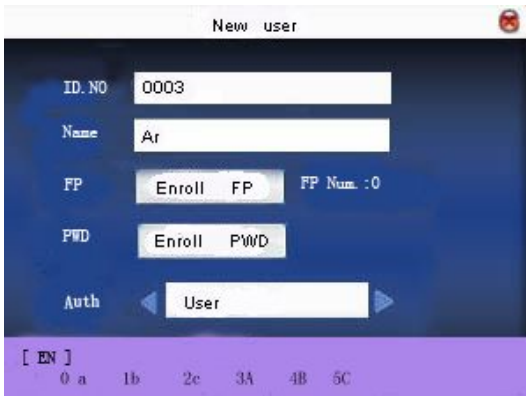 New user
ID.NO 0003
Name Ar
FP Enroll FP FP Num.:0
PWD Enroll PWD
Auth User
[ EN ]
0 a 1b 2c 3A 4B 5C